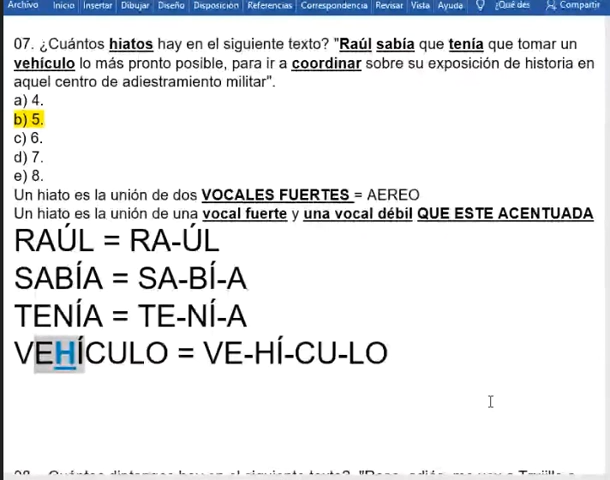 Archivo Inicio Insertar Dibujar Diseño Disposición Referencias Correspondencia Revisar Vista Ayuda ¿Qué des Compartir
07. ¿Cuántos hiatos hay en el siguiente texto? "Raúl sabía que tenía que tomar un
vehículo lo más pronto posible, para ir a coordinar sobre su exposición de historia en
aquel centro de adiestramiento militar".
a) 4.
b) 5.
c) 6.
d) 7.
e) 8.
Un hiato es la unión de dos VOCALES FUERTES = AEREO
Un hiato es la unión de una vocal fuerte y una vocal débil QUE ESTE ACENTUADA
RAÚL = RA-ÚL
SABÍA = SA-BÍ-A
TENÍA = TE-NÍ-A
VEHÍCULO = VE-HÍ-CU-LO